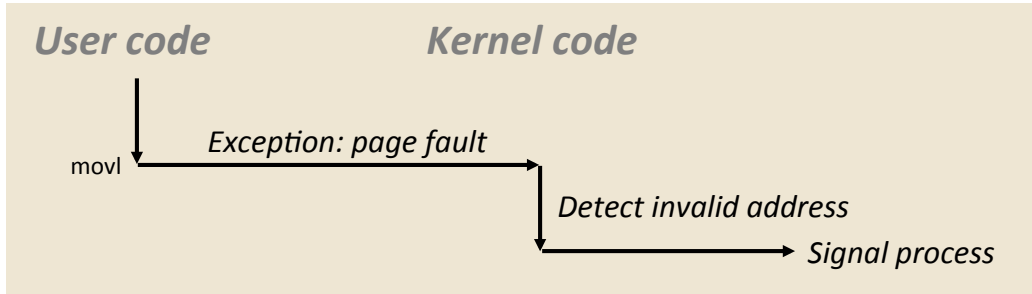 User code
Kernel code
Exception: page fault
movl
Detect invalid address
Signal process